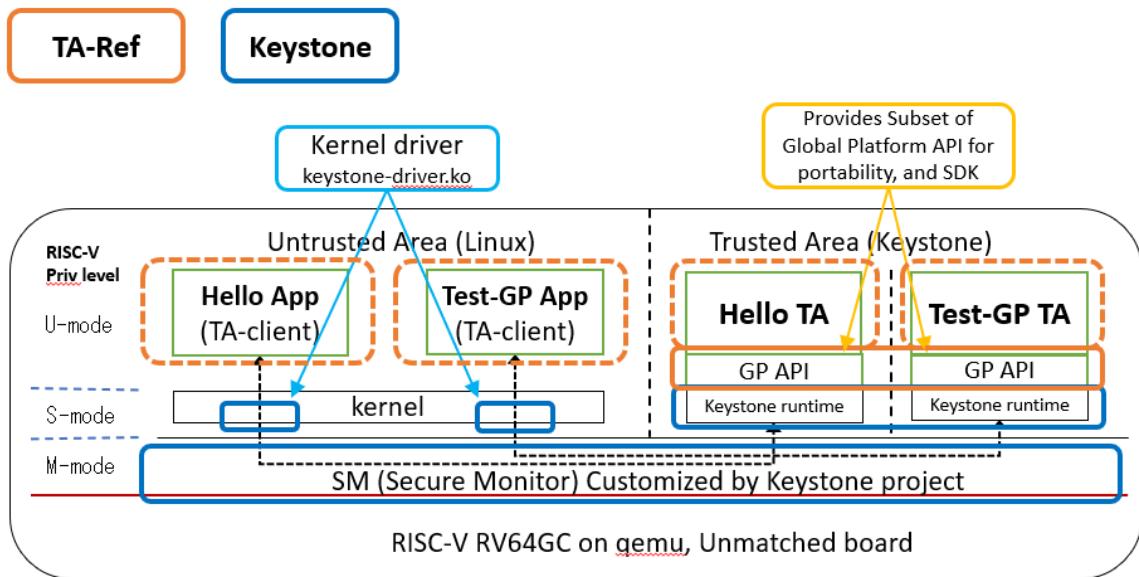 TA-Ref
Keystone
Kernel driver
keystone-driver.ko
Provides Subset of
Global Platform API for
portability, and SDK
RISC-V
Priv level
Untrusted Area (Linux)
Trusted Area (Keystone)
U-mode
Hello App
(TA-client)
Test-GP App
(TA-client)
Hello TA
Test-GP TA
GP API
GP API
S-mode
kernel
Keystone runtime
Keystone runtime
M-mode
SM (Secure Monitor) Customized by Keystone project
RISC-V RV64GC on qemu, Unmatched board